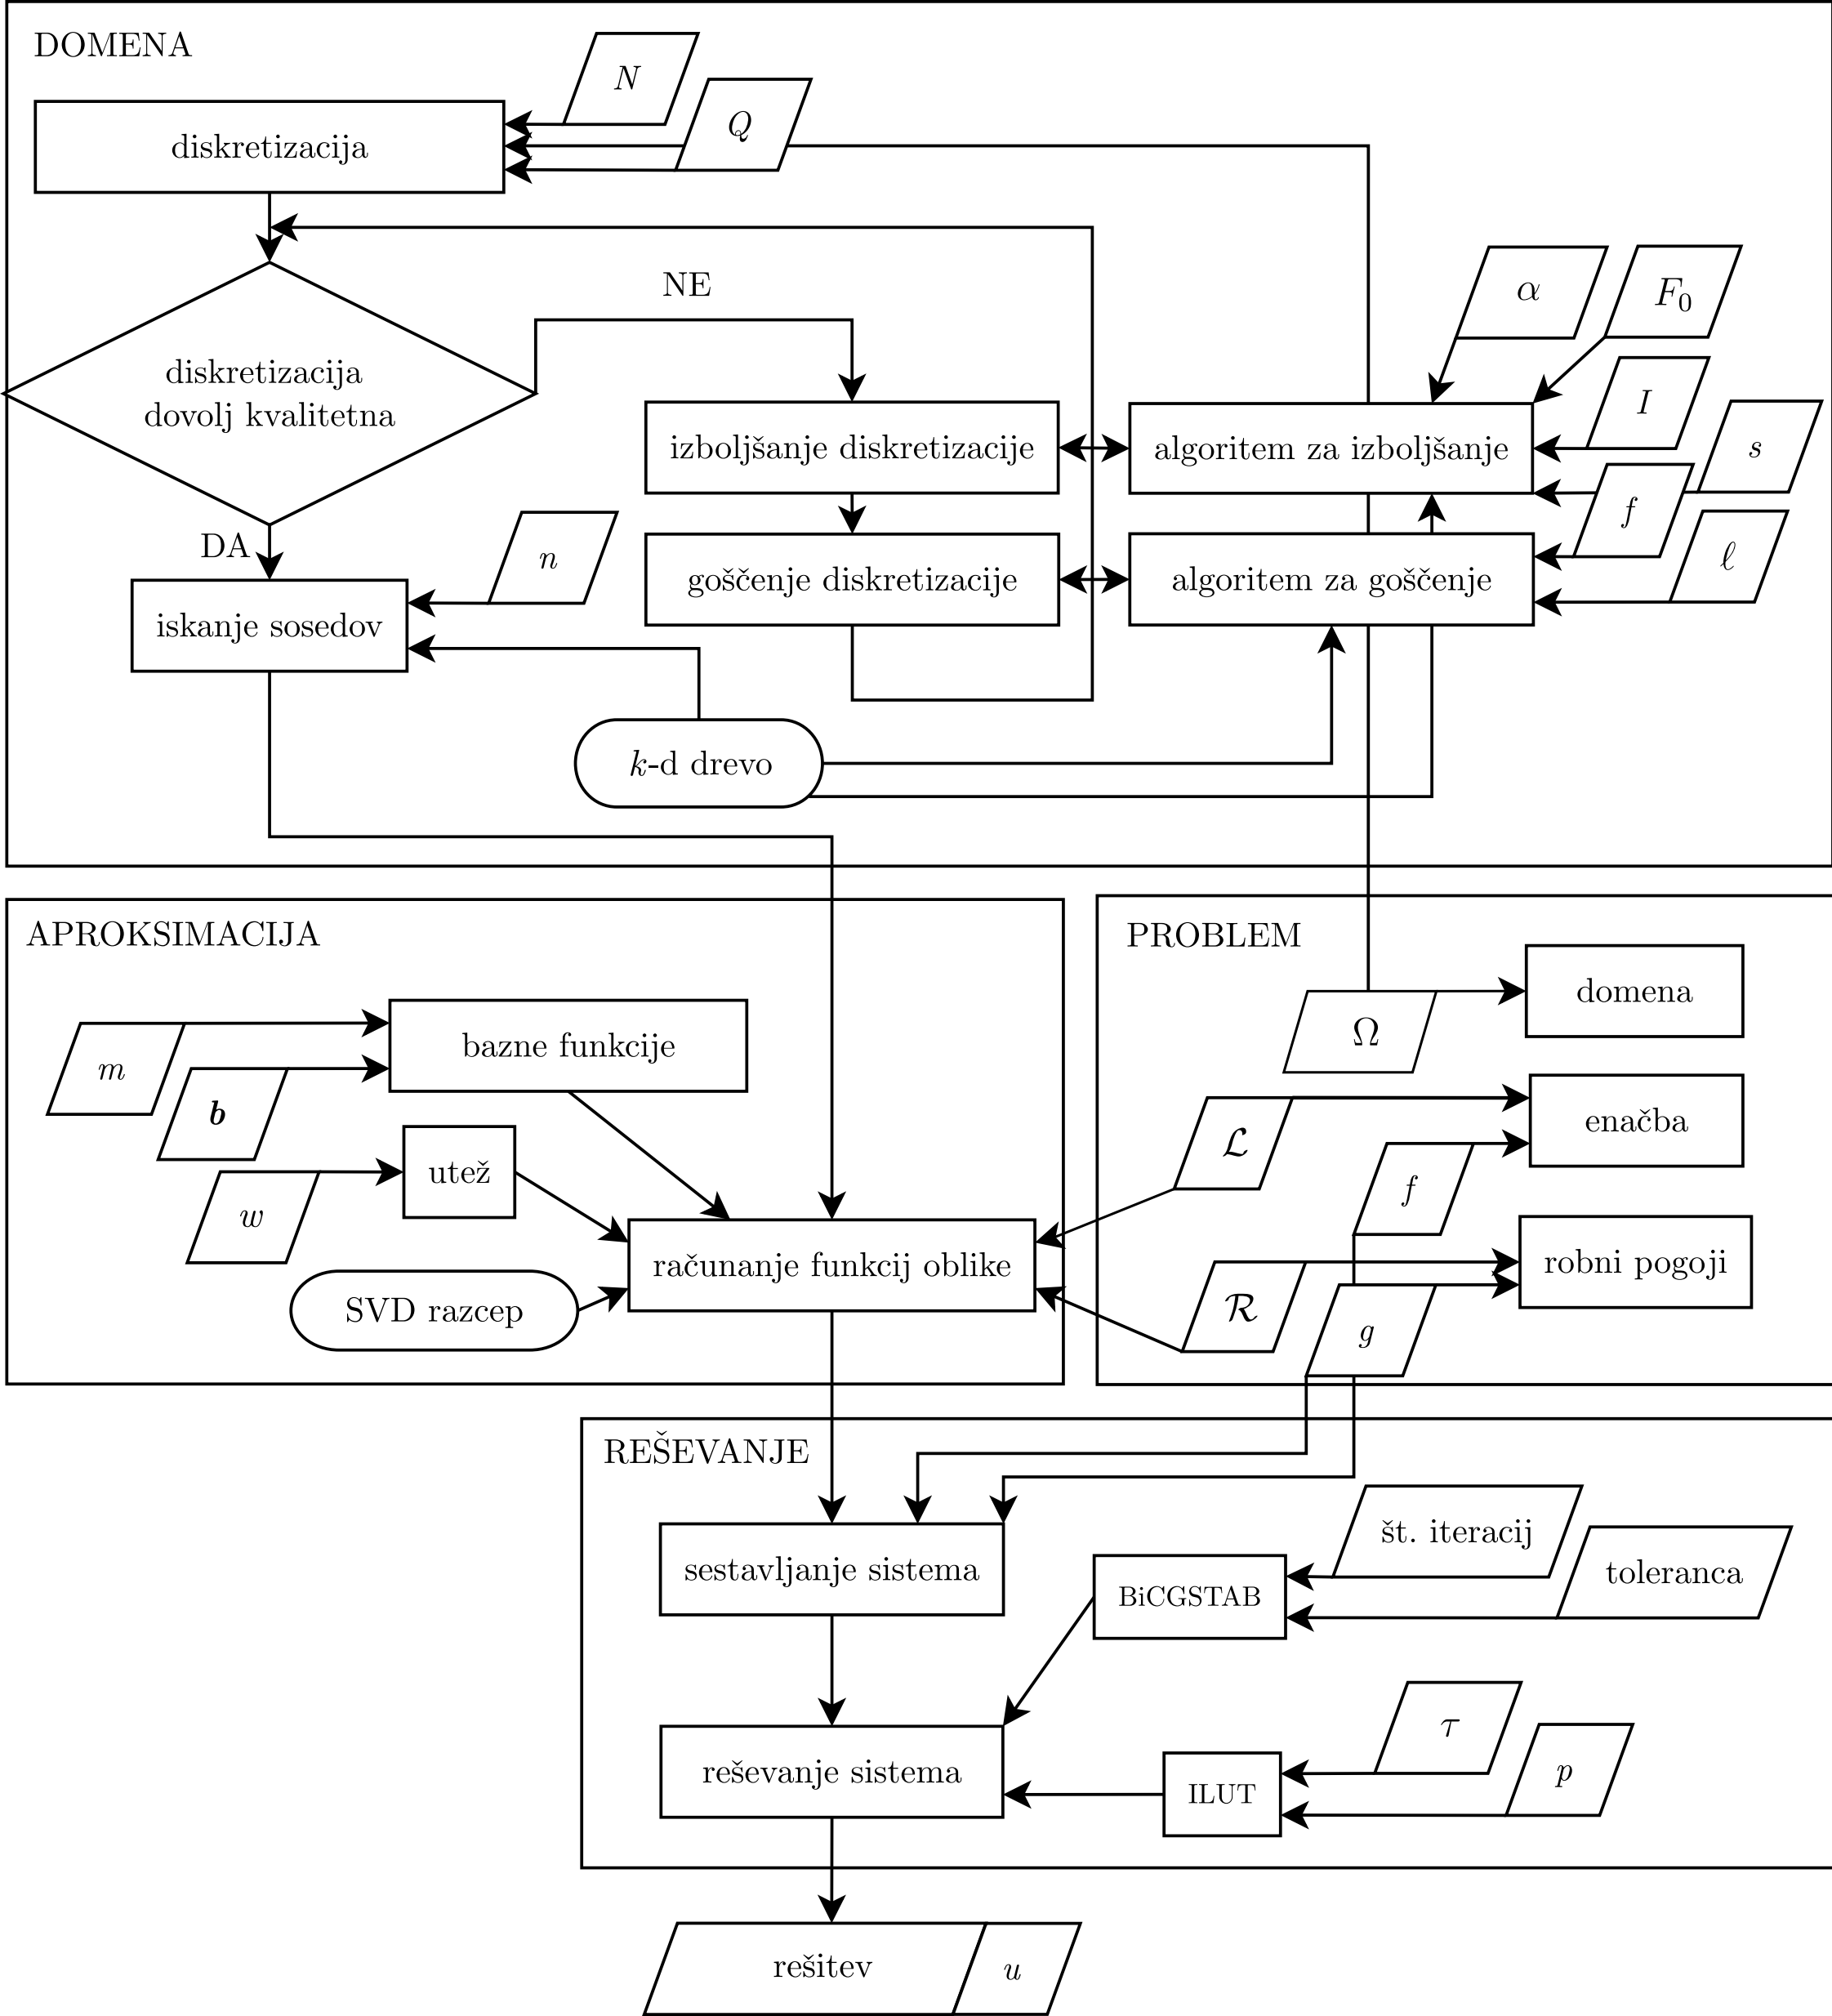 DOMENA
N
Q
diskretizacija
NE
α
F₀
diskretizacija
dovolj kvalitetna
izboljšanje diskretizacije
algoritem za izboljšanje
I
s
f
DA
n
goščenje diskretizacije
algoritem za goščenje
ℓ
iskanje sosedov
k-d drevo
APROKSIMACIJA
m
bazne funkcije
b
utež
w
računanje funkcij oblike
SVD razcep
PROBLEM
domena
Ω
enačba
ℒ
f
robni pogoji
ℛ
g
REŠEVANJE
št. iteracij
sestavljanje sistema
BiCGSTAB
toleranca
τ
reševanje sistema
ILUT
p
rešitev
u